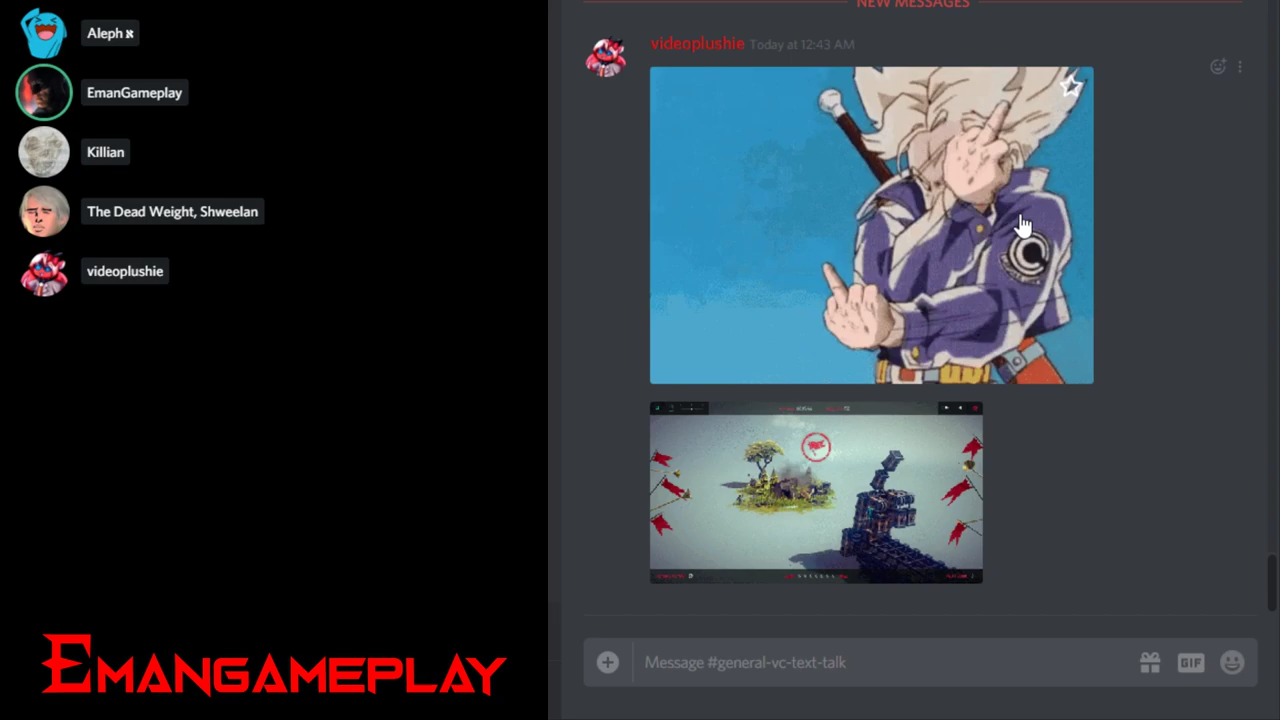 Aleph א
EmanGameplay
Killian
The Dead Weight, Shweelan
videoplushie
EMANGAMEPLAY
NEW MESSAGES
videoplushie Today at 12:43 AM
Message #general-vc-text-talk
GIF